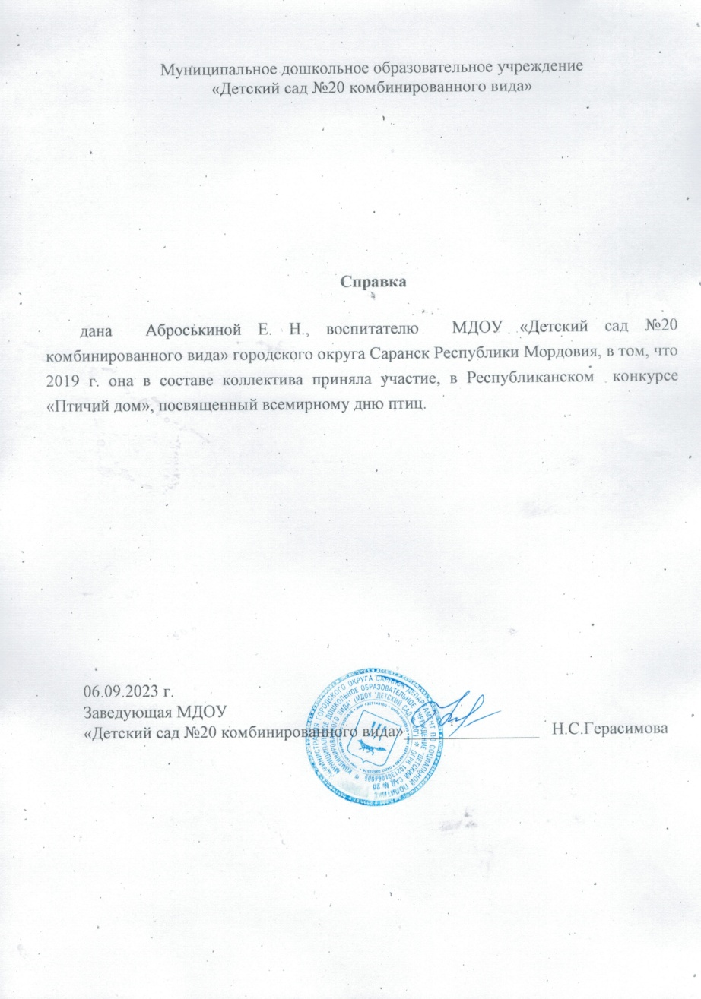 Муниципальное дошкольное образовательное учреждение
«Детский сад №20 комбинированного вида»
Справка
дана Аброськиной Е. Н., воспитателю МДОУ «Детский сад №20
комбинированного вида» городского округа Саранск Республики Мордовия, в том, что
2019 г. она в составе коллектива приняла участие, в Республиканском конкурсе
«Птичий дом», посвященный всемирному дню птиц.
06.09.2023 г.
Заведующая МДОУ
«Детский сад №20 комбинированного вида» Н.С.Герасимова